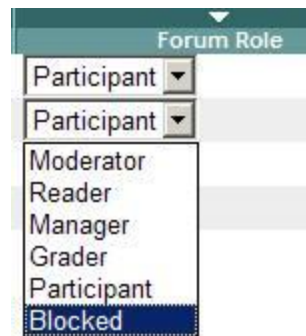 Forum Role
Participant
Participant
Moderator
Reader
Manager
Grader
Participant
Blocked